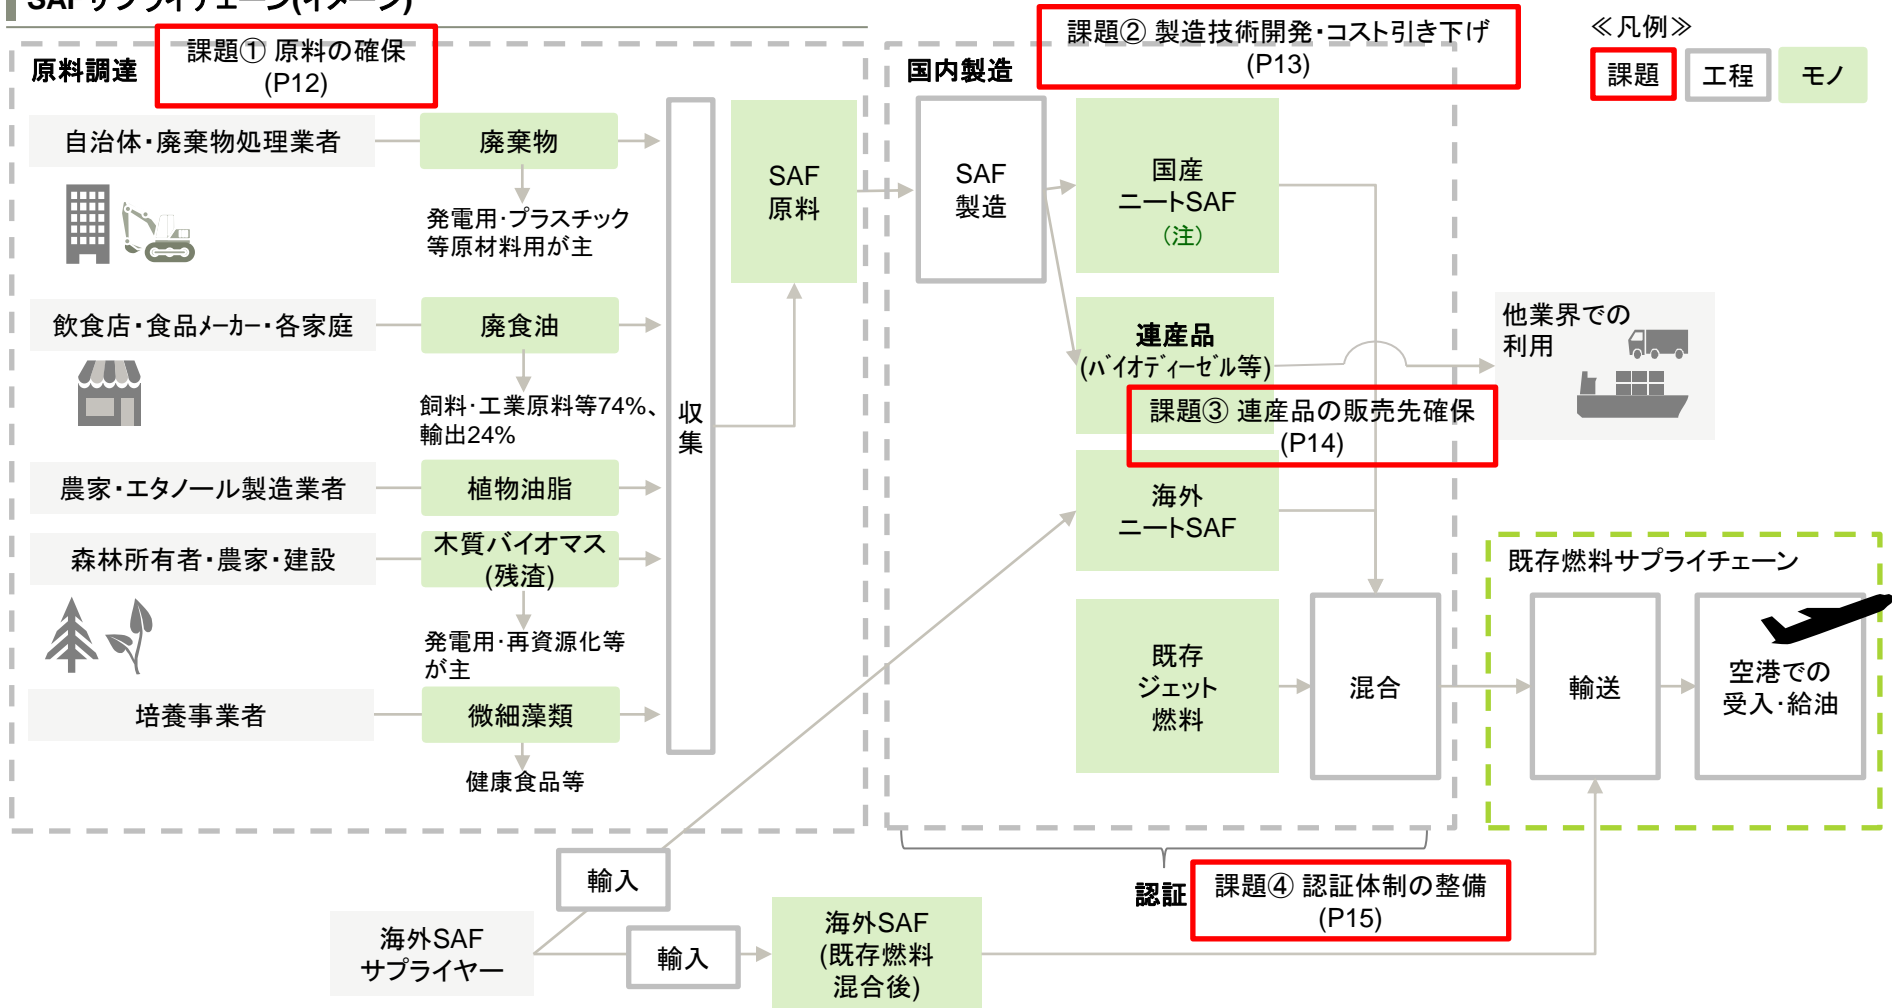 SAFサプライチェーン(イメージ)
課題① 原料の確保
(P12)
原料調達
自治体・廃棄物処理業者
廃棄物
発電用・プラスチック
等原材料用が主
飲食店・食品メーカー・各家庭
廃食油
飼料・工業原料等74%、
輸出24%
農家・エタノール製造業者
植物油脂
森林所有者・農家・建設
木質バイオマス
(残渣)
発電用・再資源化等
が主
培養事業者
微細藻類
健康食品等
収
集
SAF
原料
課題② 製造技術開発・コスト引き下げ
(P13)
国内製造
SAF
製造
国産
ニートSAF
(注)
連産品
(バイオディーゼル等)
課題③ 連産品の販売先確保
(P14)
海外
ニートSAF
既存
ジェット
燃料
混合
≪凡例≫
課題
工程
モノ
他業界での
利用
既存燃料サプライチェーン
輸送
空港での
受入・給油
認証
課題④ 認証体制の整備
(P15)
輸入
海外SAF
サプライヤー
輸入
海外SAF
(既存燃料
混合後)